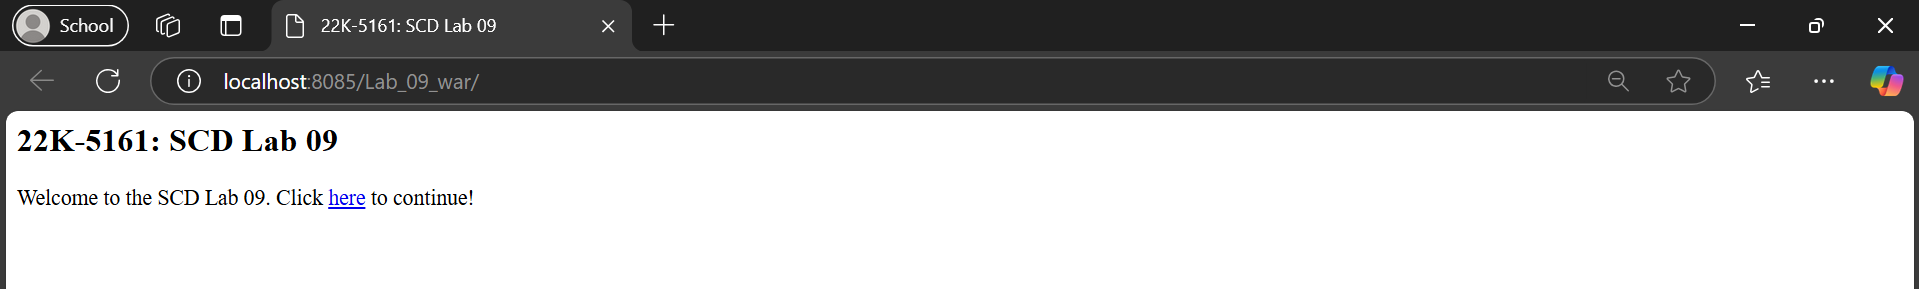 School
22K-5161: SCD Lab 09
localhost:8085/Lab_09_war/
22K-5161: SCD Lab 09
Welcome to the SCD Lab 09. Click here to continue!